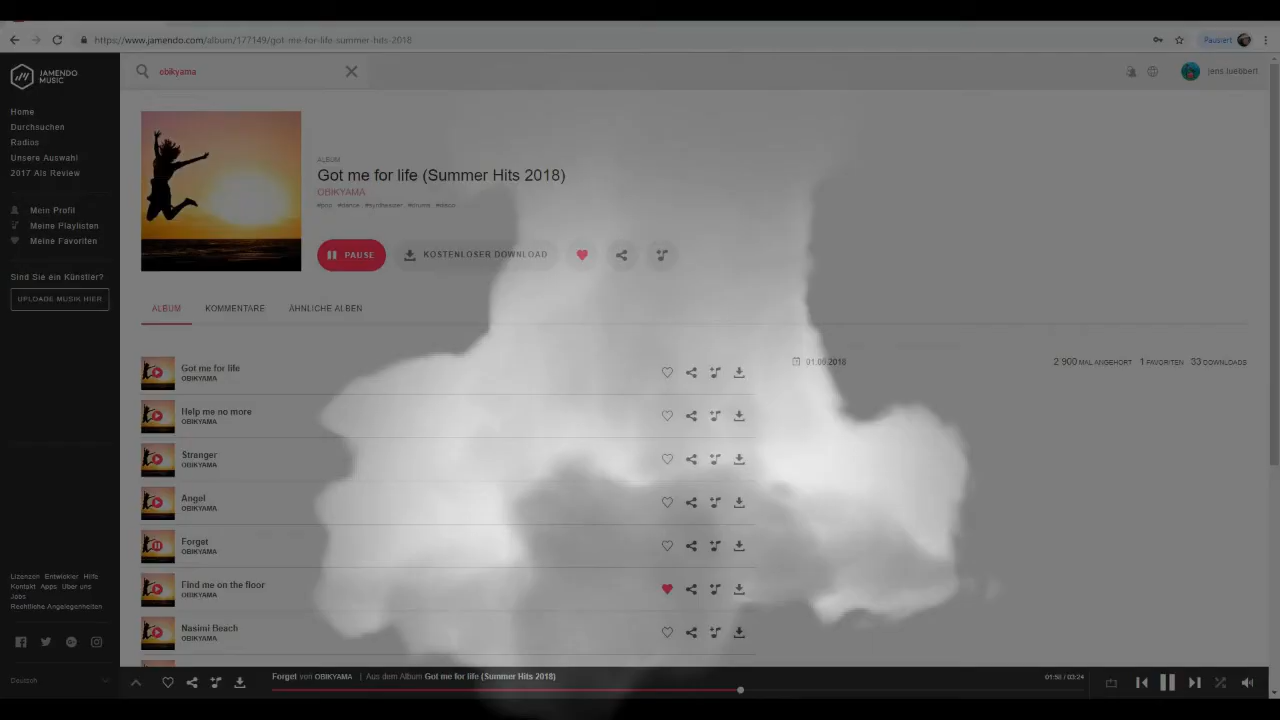 https://www.jamendo.com/album/177149/got-me-for-life-summer-hits-2018
Pausiert
JAMENDO
MUSIC
obikyama
jens.luebbert
Home
Durchsuchen
Radios
Unsere Auswahl
2017 Als Review
Mein Profil
Meine Playlisten
Meine Favoriten
Sind Sie ein Künstler?
UPLOADE MUSIK HIER
ALBUM
Got me for life (Summer Hits 2018)
OBIKYAMA
#dance #synthesizer #drums
PAUSE
KOSTENLOSER DOWNLOAD
ALBUM KOMMENTARE ÄHNLICHE ALBEN
01.06.2018
2 900 MAL ANGEHÖRT 1 FAVORITEN 33 DOWNLOADS
Got me for life
OBIKYAMA
Help me no more
OBIKYAMA
Stranger
OBIKYAMA
Angel
OBIKYAMA
Forget
OBIKYAMA
Find me on the floor
OBIKYAMA
Nasimi Beach
OBIKYAMA
Lizenzen Entwickler Hilfe
Kontakt Apps Über uns
Jobs
Rechtliche Angelegenheiten
Deutsch
Forget von OBIKYAMA | Aus dem Album Got me for life (Summer Hits 2018)
01:58 / 03:24